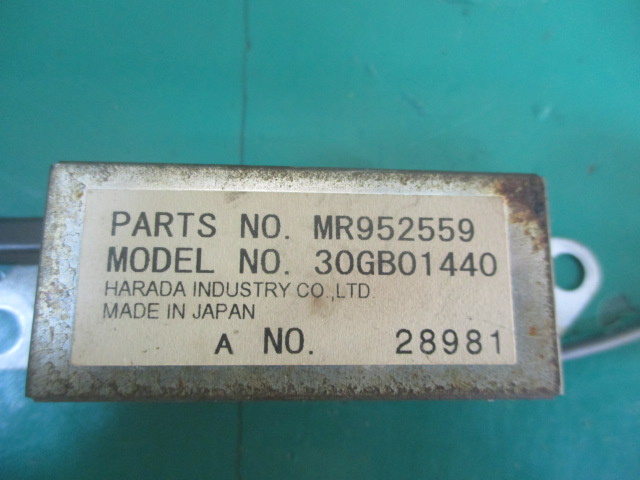 PARTS NO. MR952559
MODEL NO. 30GB01440
HARADA INDUSTRY CO.,LTD
MADE IN JAPAN
A NO. 28981